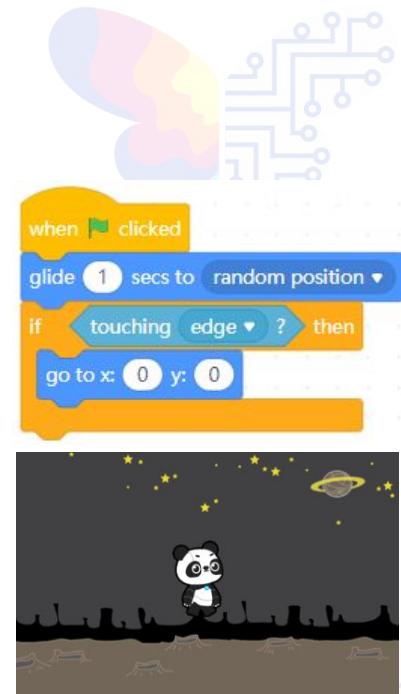 when clicked
glide 1 secs to random position
if touching edge ? then
go to x: 0 y: 0